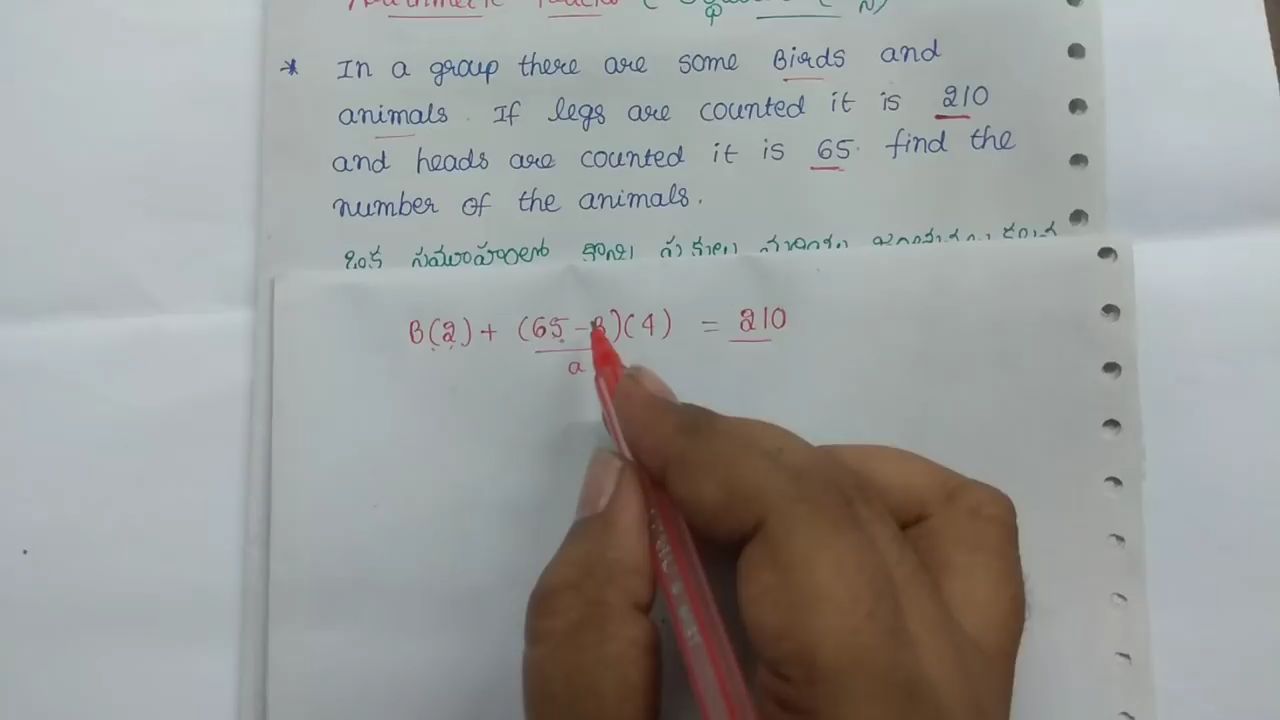 * In a group there are some Birds and
animals. If legs are counted it is 210
and heads are counted it is 65. find the
number of the animals.
ఒక
B(2) + (65-B)(4) = 210
a